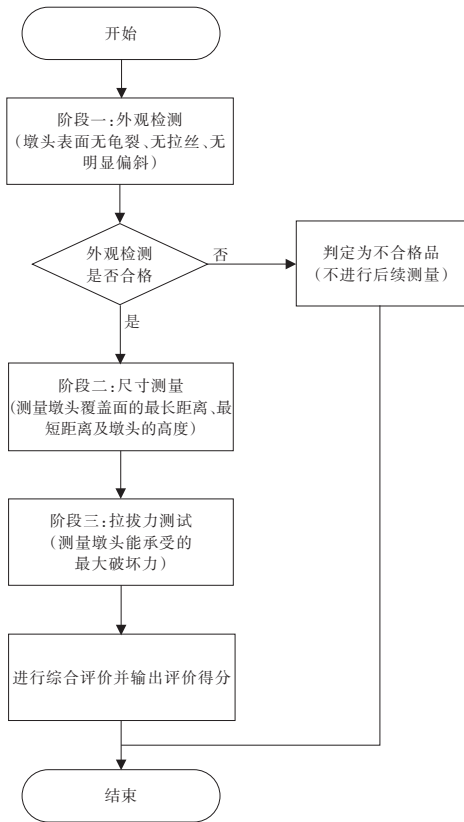 开始
阶段一:外观检测
(墩头表面无龟裂、无拉丝、无
明显偏斜)
外观检测
是否合格
否
判定为不合格品
(不进行后续测量)
是
阶段二:尺寸测量
(测量墩头覆盖面的最长距离、最
短距离及墩头的高度)
阶段三:拉拔力测试
(测量墩头能承受的
最大破坏力)
进行综合评价并输出评价得分
结束